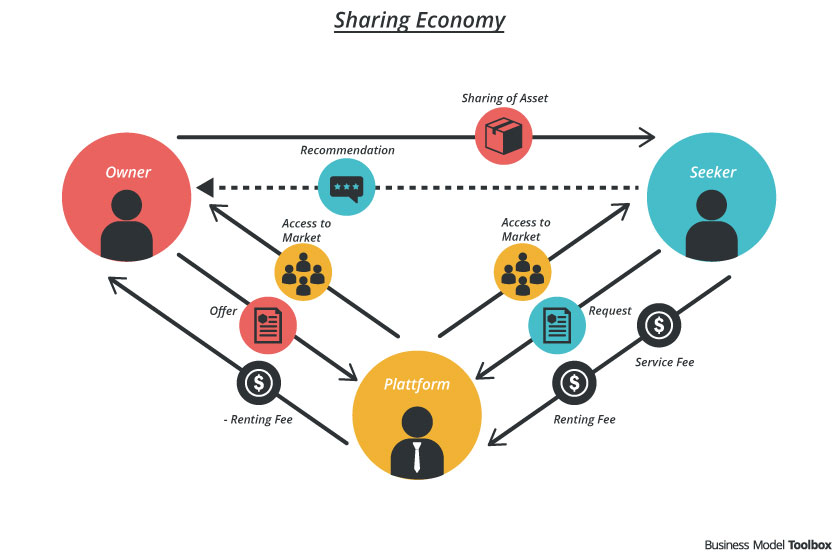 Sharing Economy
Sharing of Asset
Recommendation
Owner
Seeker
Access to
Market
Access to
Market
Offer
Request
Service Fee
Plattform
- Renting Fee
Renting Fee
Business Model Toolbox